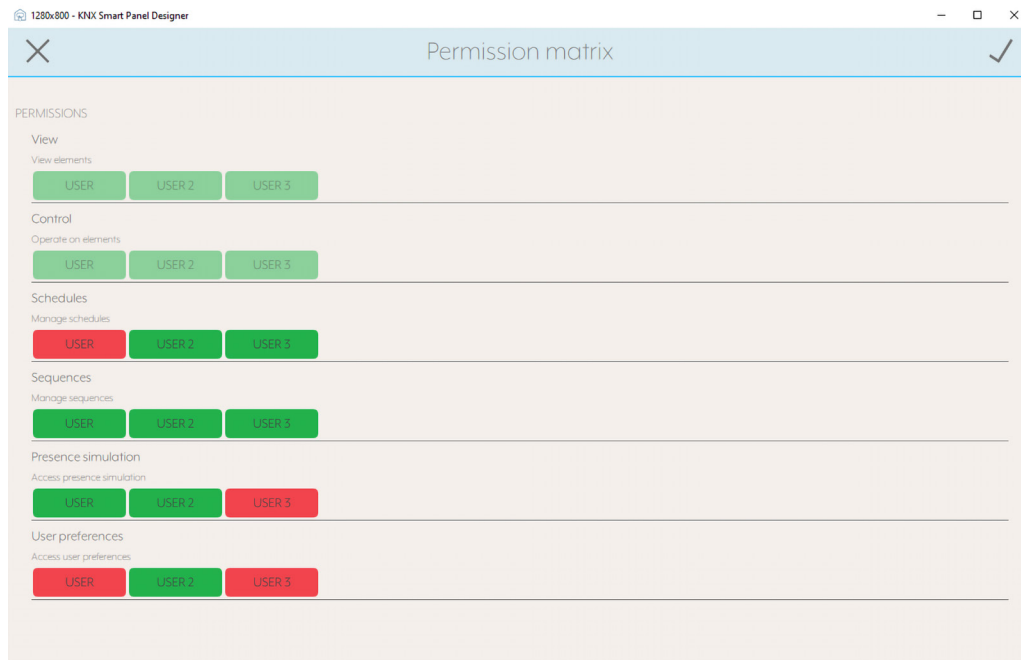 1280x800 - KNX Smart Panel Designer
Permission matrix
PERMISSIONS
View
View elements
USER USER 2 USER 3
Control
Operate on elements
USER USER 2 USER 3
Schedules
Manage schedules
USER USER 2 USER 3
Sequences
Manage sequences
USER USER 2 USER 3
Presence simulation
Access presence simulation
USER USER 2 USER 3
User preferences
Access user preferences
USER USER 2 USER 3